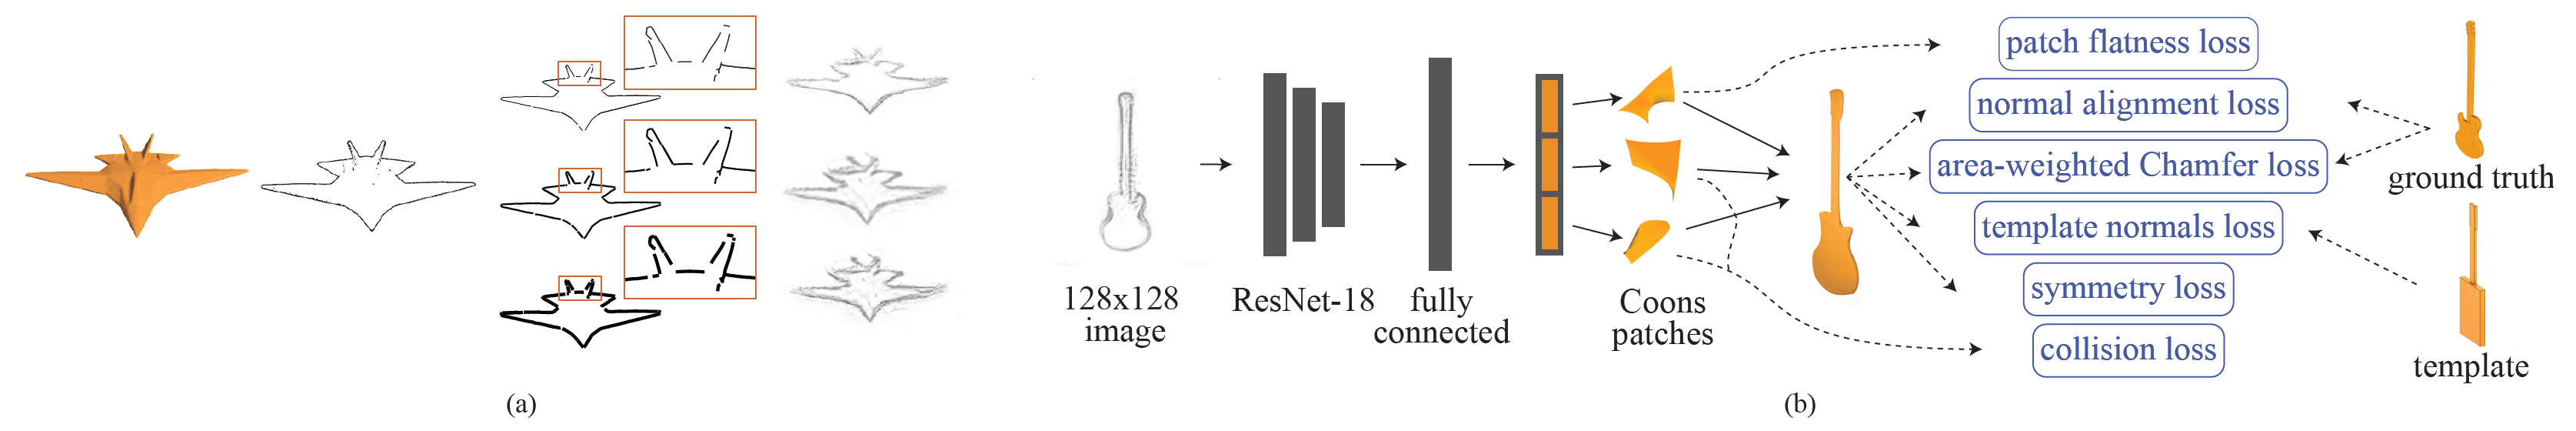 patch flatness loss
normal alignment loss
area-weighted Chamfer loss
template normals loss
symmetry loss
collision loss
ground truth
template
128x128
image
ResNet-18
fully
connected
Coons
patches
(a)
(b)